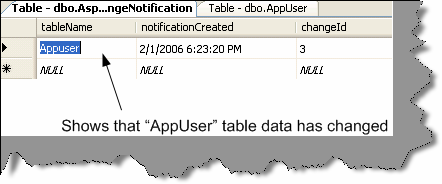 Table - dbo.Asp...ngeNotification Table - dbo.AppUser
tableName notificationCreated changeId
Appuser 2/1/2006 6:23:20 PM 3
NULL NULL NULL
Shows that “AppUser” table data has changed